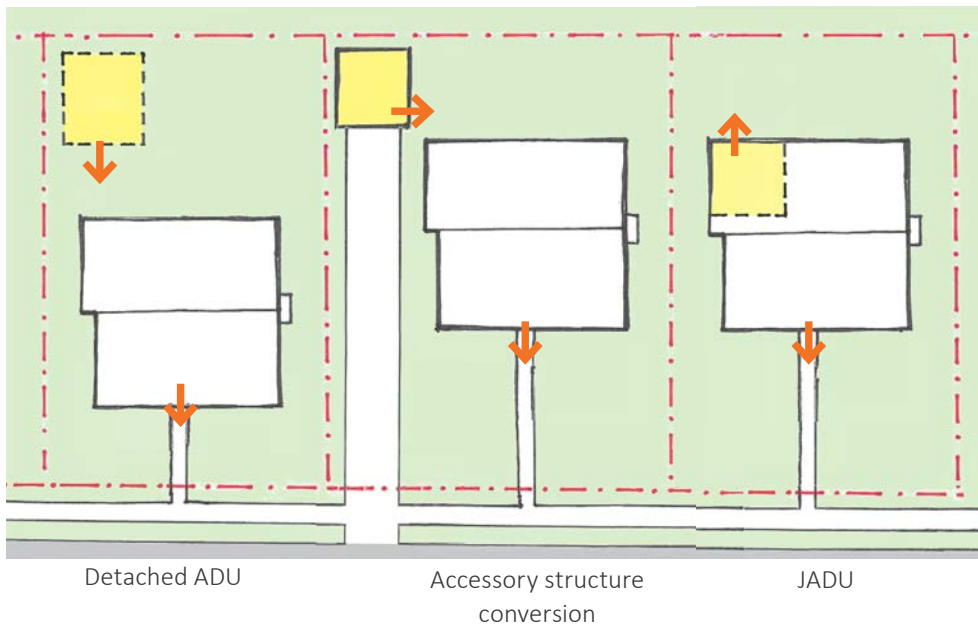 Detached ADU
Accessory structure
conversion
JADU